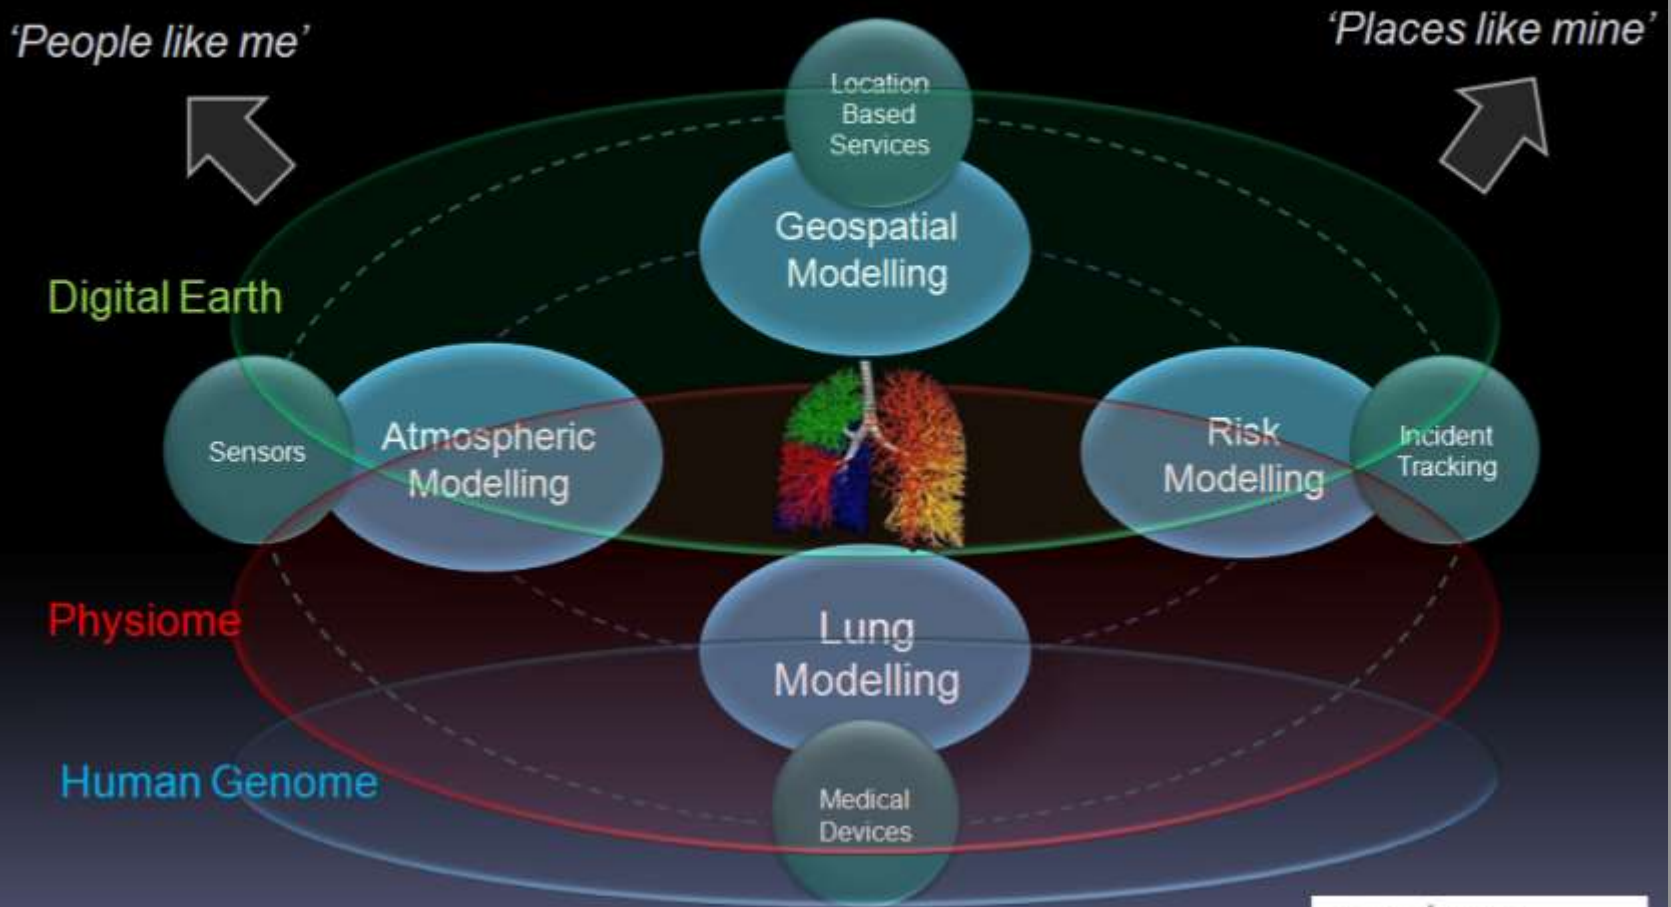 ‘People like me’
‘Places like mine’
Location
Based
Services
Geospatial
Modelling
Digital Earth
Sensors
Atmospheric
Modelling
Risk
Modelling
Incident
Tracking
Physiome
Lung
Modelling
Human Genome
Medical
Devices